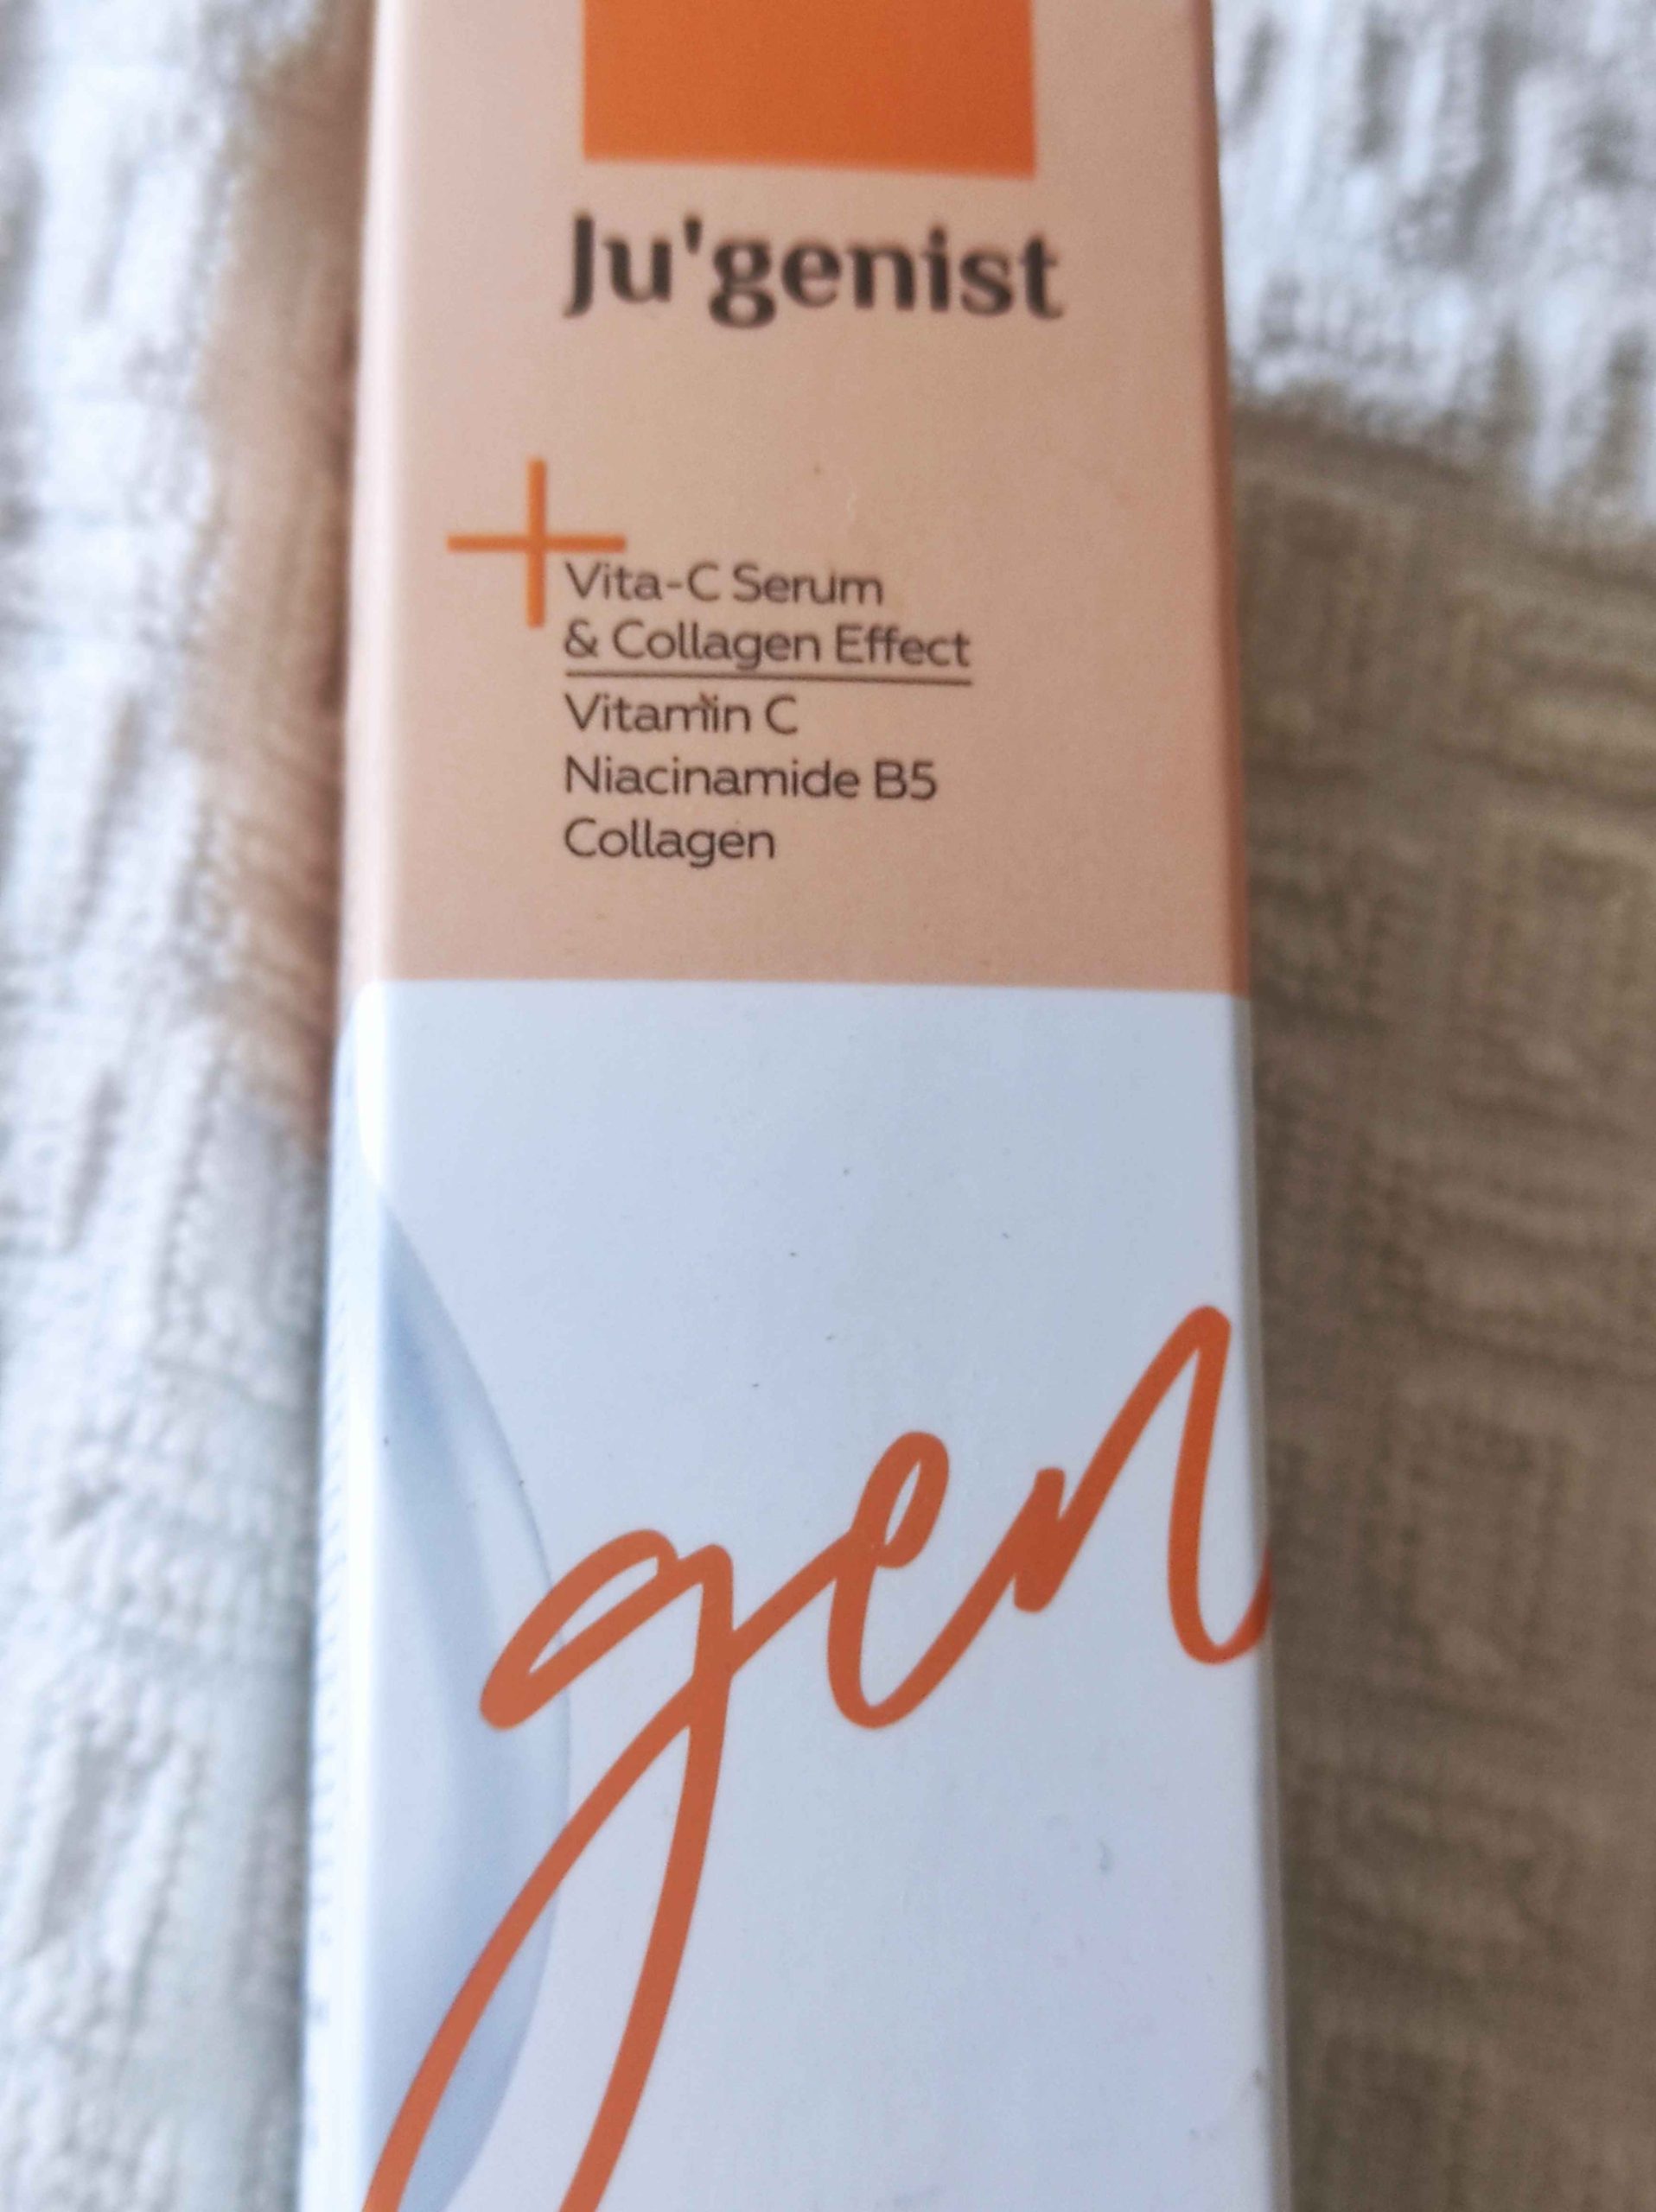 Ju'genist
Vita-C Serum
& Collagen Effect
Vitamin C
Niacinamide B5
Collagen
gen